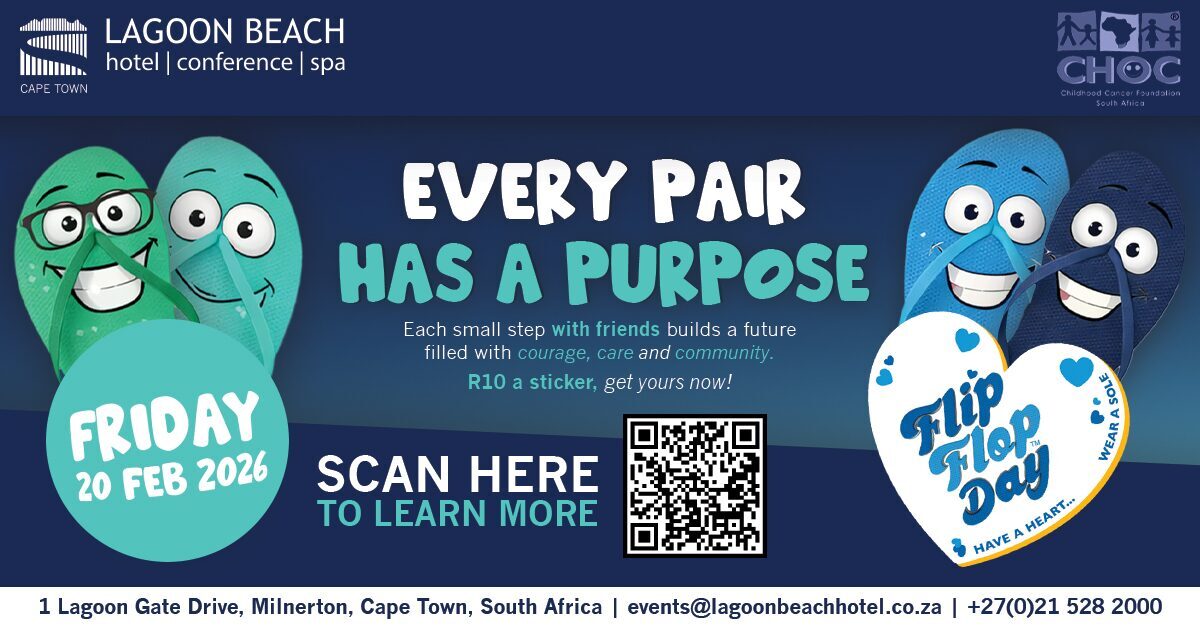 LAGOON BEACH
hotel | conference | spa
CAPE TOWN
®
CHOC
Childhood Cancer Foundation
South Africa
EVERY PAIR
HAS A PURPOSE
Each small step with friends builds a future
filled with courage, care and community.
R10 a sticker, get yours now!
FRIDAY
20 FEB 2026
SCAN HERE
TO LEARN MORE
Flip
Flop™
Day
WEAR A SOLE
HAVE A HEART...
1 Lagoon Gate Drive, Milnerton, Cape Town, South Africa | events@lagoonbeachhotel.co.za | +27(0)21 528 2000